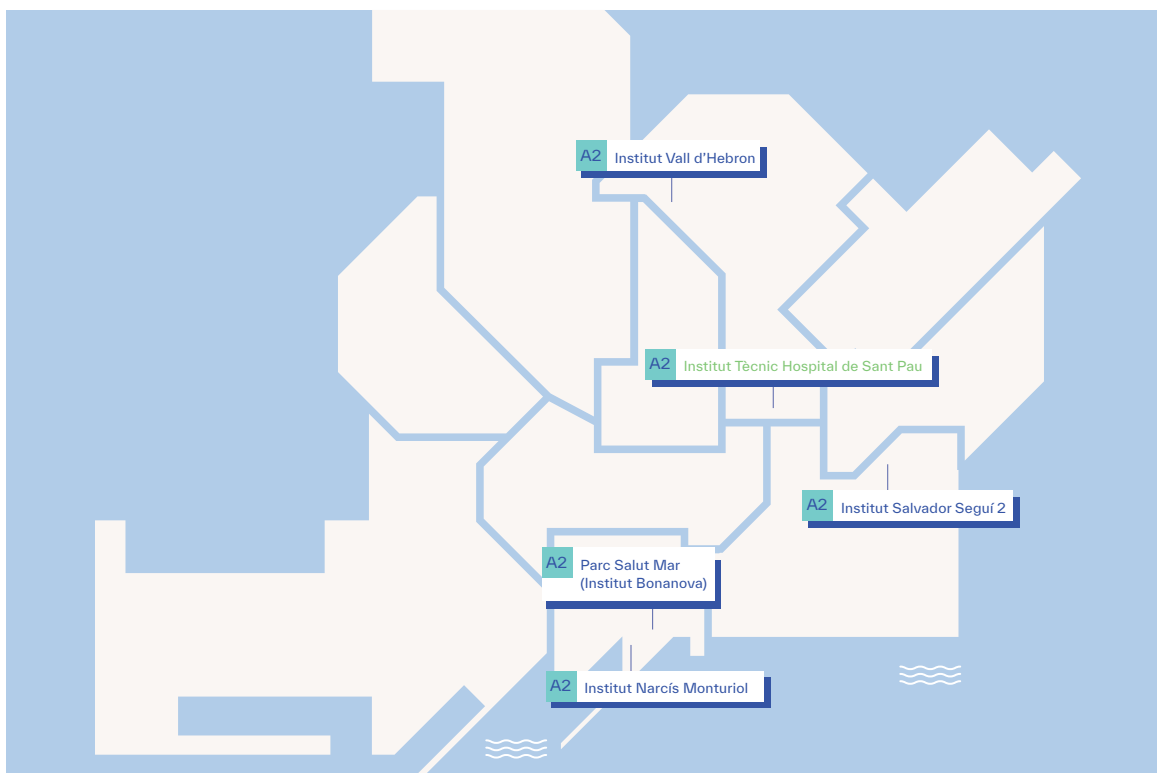 A2 Institut Vall d’Hebron
A2 Institut Tècnic Hospital de Sant Pau
A2 Institut Salvador Seguí 2
A2 Parc Salut Mar
(Institut Bonanova)
A2 Institut Narcís Monturiol